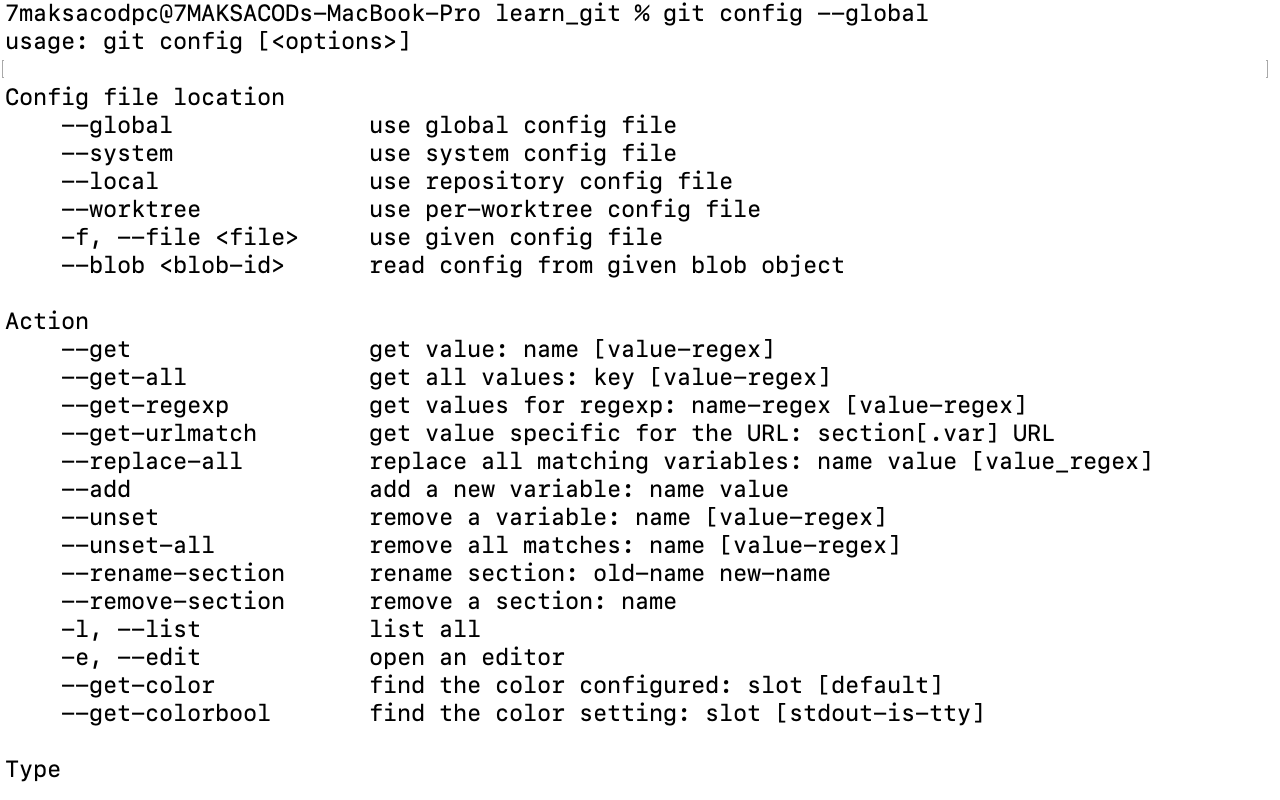 7maksacodpc@7MAKSACODs-MacBook-Pro learn_git % git config --global
usage: git config [<options>]
Config file location
    --global              use global config file
    --system              use system config file
    --local               use repository config file
    --worktree            use per-worktree config file
    -f, --file <file>     use given config file
    --blob <blob-id>      read config from given blob object
Action
    --get                 get value: name [value-regex]
    --get-all             get all values: key [value-regex]
    --get-regexp          get values for regexp: name-regex [value-regex]
    --get-urlmatch        get value specific for the URL: section[.var] URL
    --replace-all         replace all matching variables: name value [value_regex]
    --add                 add a new variable: name value
    --unset               remove a variable: name [value-regex]
    --unset-all           remove all matches: name [value-regex]
    --rename-section      rename section: old-name new-name
    --remove-section      remove a section: name
    -l, --list            list all
    -e, --edit            open an editor
    --get-color           find the color configured: slot [default]
    --get-colorbool       find the color setting: slot [stdout-is-tty]
Type